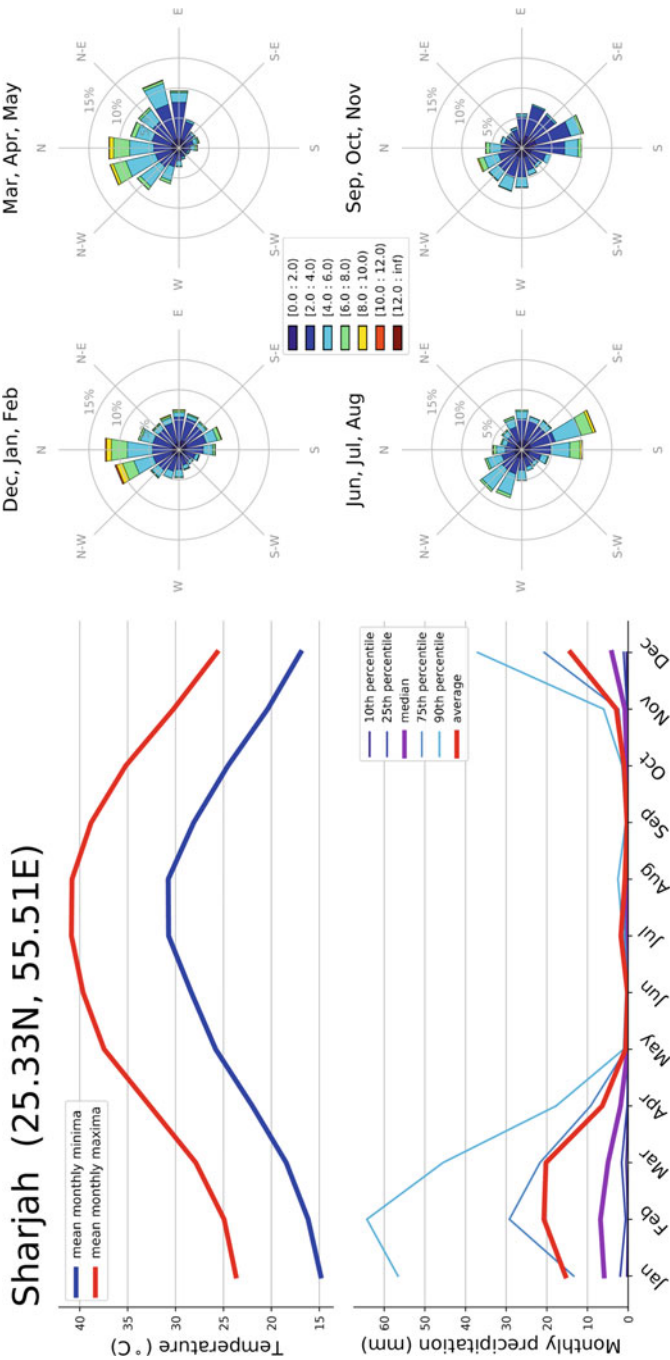 Sharjah (25.33N, 55.51E)
mean monthly minima
mean monthly maxima
Temperature (°C)
40
35
30
25
20
15
Monthly precipitation (mm)
60
50
40
30
20
10
0
10th percentile
25th percentile
median
75th percentile
90th percentile
average
Jan
Feb
Mar
Apr
May
Jun
Jul
Aug
Sep
Oct
Nov
Dec
Dec, Jan, Feb
N
N-E
E
S-E
S
S-W
W
N-W
15%
10%
Mar, Apr, May
N
N-E
E
S-E
S
S-W
W
N-W
15%
10%
[0.0 : 2.0)
[2.0 : 4.0)
[4.0 : 6.0)
[6.0 : 8.0)
[8.0 : 10.0)
[10.0 : 12.0)
[12.0 : inf)
Jun, Jul, Aug
N
N-E
E
S-E
S
S-W
W
N-W
5%
Sep, Oct, Nov
N
N-E
E
S-E
S
S-W
W
N-W
5%